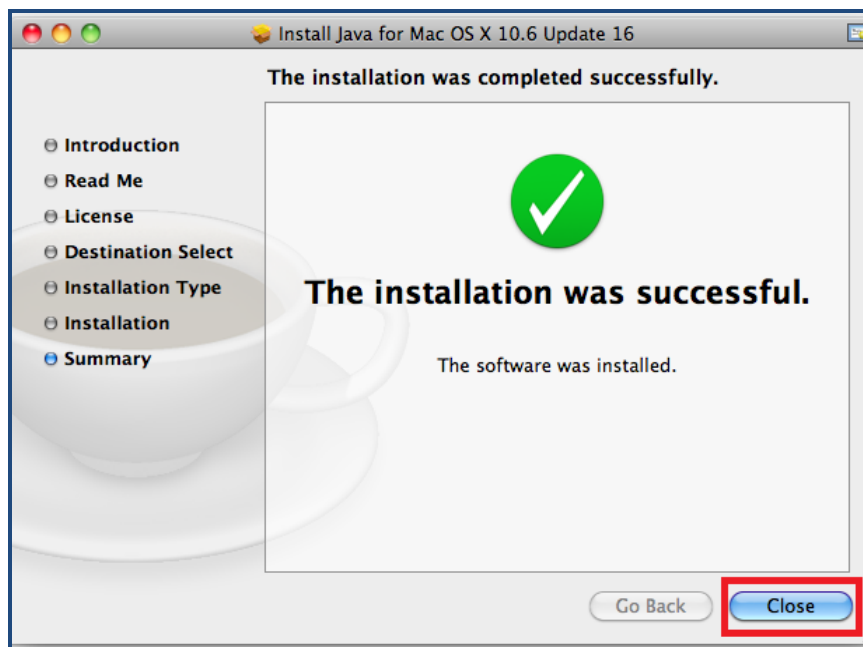 Install Java for Mac OS X 10.6 Update 16
The installation was completed successfully.
Introduction
Read Me
License
Destination Select
Installation Type
Installation
Summary
The installation was successful.
The software was installed.
Go Back
Close